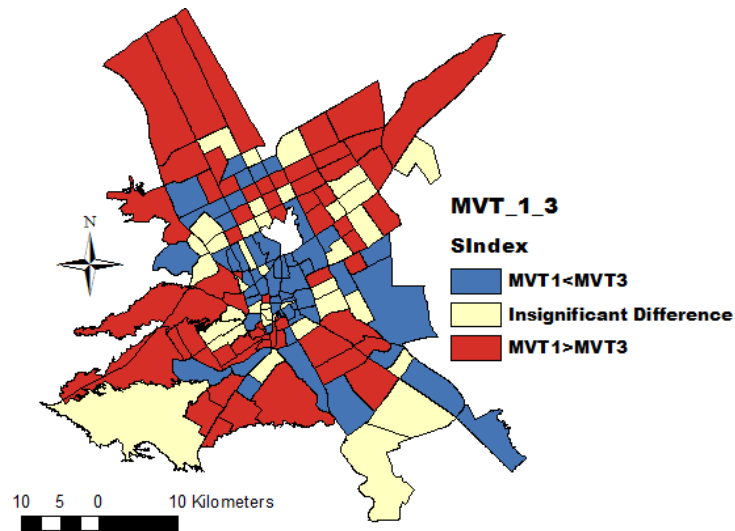 N
MVT_1_3
SIndex
MVT1<MVT3
Insignificant Difference
MVT1>MVT3
10 5 0 10 Kilometers